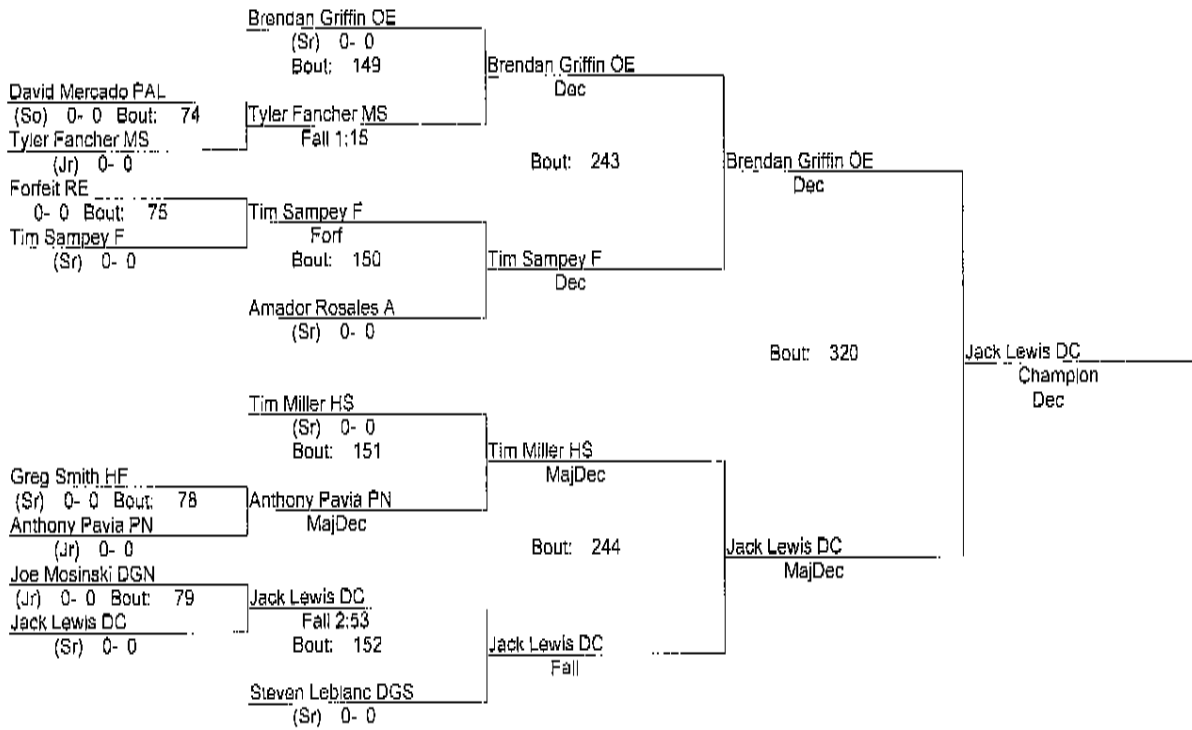 Brendan Griffin OE
(Sr) 0- 0
Bout: 149
Brendan Griffin OE
Dec
David Mercado PAL
(So) 0- 0 Bout: 74
Tyler Fancher MS
Fall 1:15
Tyler Fancher MS
(Jr) 0- 0
Bout: 243
Brendan Griffin OE
Dec
Forfeit RE
0- 0 Bout: 75
Tim Sampey F
Forf
Tim Sampey F
(Sr) 0- 0
Bout: 150
Tim Sampey F
Dec
Amador Rosales A
(Sr) 0- 0
Bout: 320
Jack Lewis DC
Champion
Dec
Tim Miller HS
(Sr) 0- 0
Bout: 151
Tim Miller HS
MajDec
Greg Smith HF
(Sr) 0- 0 Bout: 78
Anthony Pavia PN
MajDec
Anthony Pavia PN
(Jr) 0- 0
Bout: 244
Jack Lewis DC
MajDec
Joe Mosinski DGN
(Jr) 0- 0 Bout: 79
Jack Lewis DC
Fall 2:53
Jack Lewis DC
(Sr) 0- 0
Bout: 152
Jack Lewis DC
Fall
Steven Leblanc DGS
(Sr) 0- 0